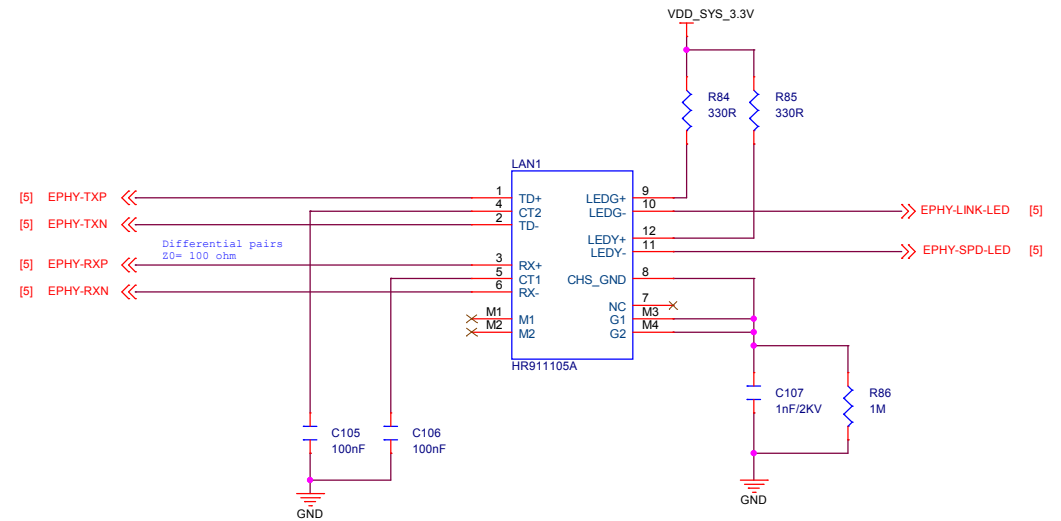 VDD_SYS_3.3V
R84
330R
R85
330R
LAN1
[5] EPHY-TXP
1
TD+
4
CT2
[5] EPHY-TXN
2
TD-
Differential pairs
Z0= 100 ohm
[5] EPHY-RXP
3
RX+
5
CT1
[5] EPHY-RXN
6
RX-
M1
M1
M2
M2
LEDG+
9
LEDG-
10
EPHY-LINK-LED [5]
LEDY+
12
LEDY-
11
EPHY-SPD-LED [5]
CHS_GND
8
NC
7
G1
M3
G2
M4
HR911105A
C105
100nF
C106
100nF
GND
C107
1nF/2KV
R86
1M
GND